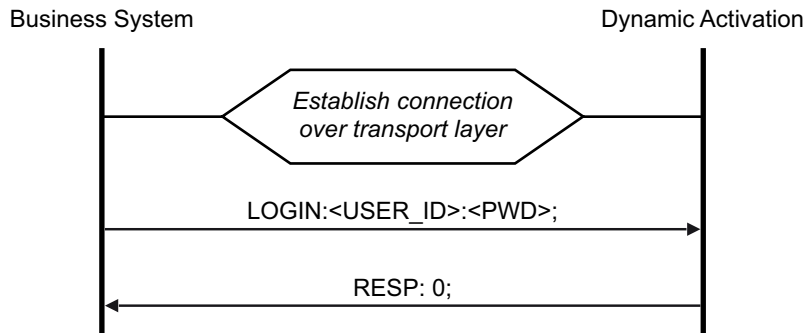 Business System
Dynamic Activation
Establish connection
over transport layer
LOGIN:<USER_ID>:<PWD>;
RESP: 0;